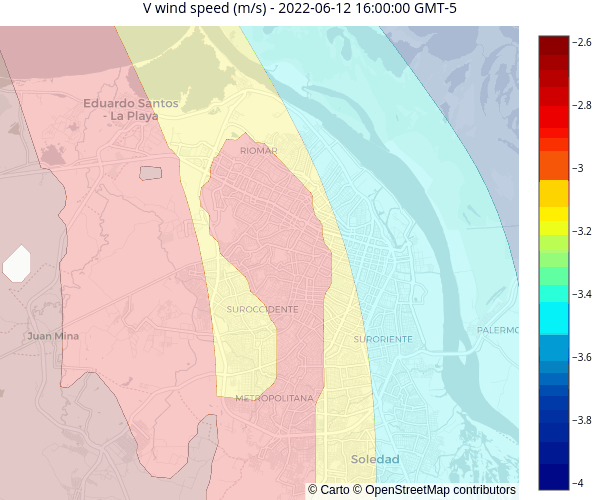 V wind speed (m/s) - 2022-06-12 16:00:00 GMT-5
−2.6
Eduardo Santos
- La Playa
−2.8
RIOMAR
−3
−3.2
−3.4
SUROCCIDENTE
PALERMO
Juan Mina
SURORIENTE
−3.6
METROPOLITANA
−3.8
Soledad
−4
© Carto © OpenStreetMap contributors